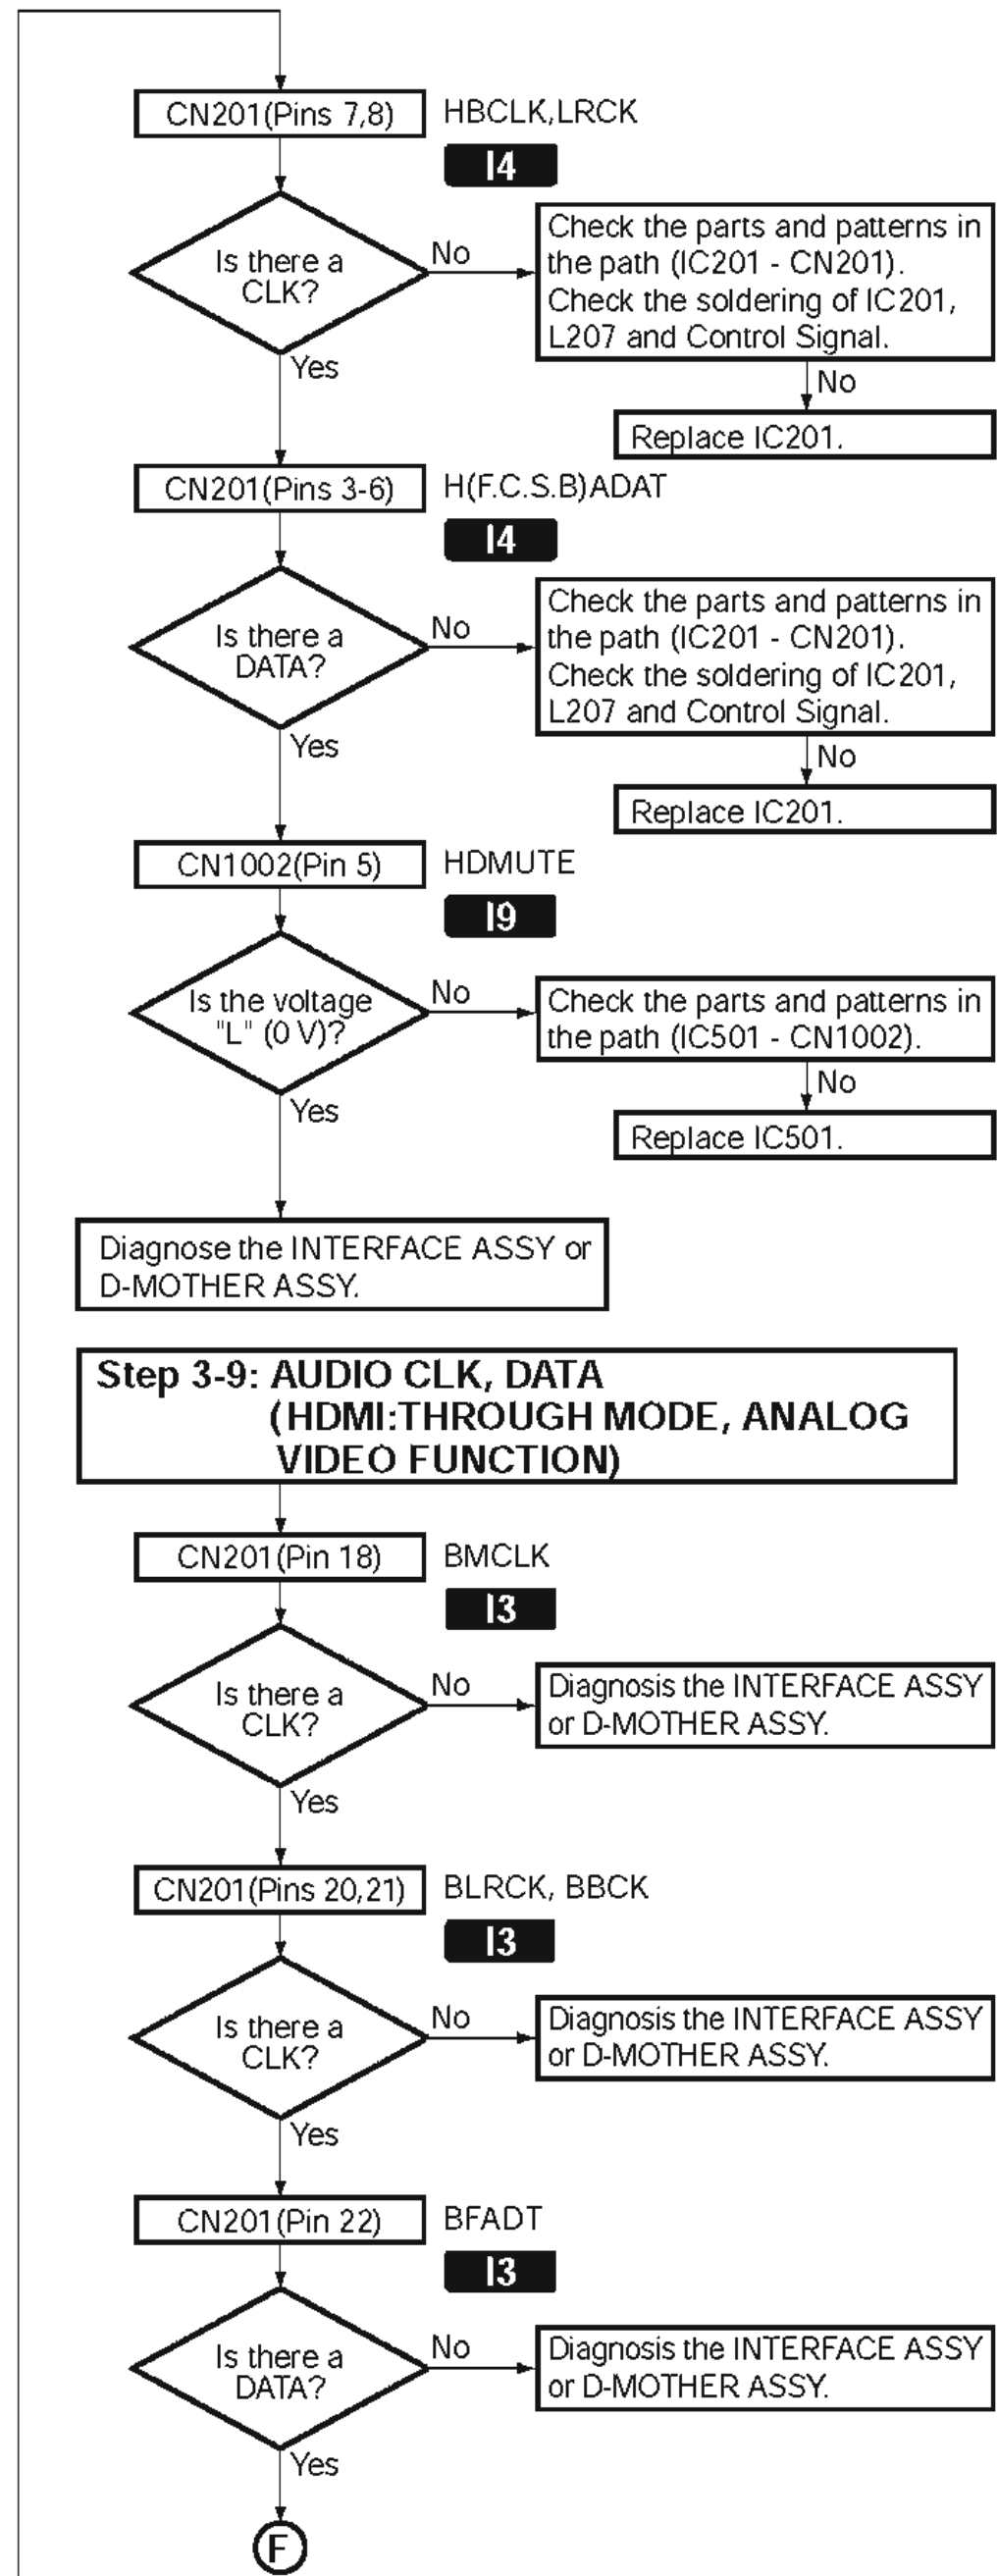 CN201(Pins 7,8)
HBCLK,LRCK
I4
Is there a
CLK?
No
Check the parts and patterns in
the path (IC201 - CN201).
Check the soldering of IC201,
L207 and Control Signal.
Yes
No
Replace IC201.
CN201(Pins 3-6)
H(F.C.S.B)ADAT
I4
Is there a
DATA?
No
Check the parts and patterns in
the path (IC201 - CN201).
Check the soldering of IC201,
L207 and Control Signal.
Yes
No
Replace IC201.
CN1002(Pin 5)
HDMUTE
I9
Is the voltage
"L" (0 V)?
No
Check the parts and patterns in
the path (IC501 - CN1002).
Yes
No
Replace IC501.
Diagnose the INTERFACE ASSY or
D-MOTHER ASSY.
Step 3-9: AUDIO CLK, DATA
(HDMI:THROUGH MODE, ANALOG
VIDEO FUNCTION)
CN201(Pin 18)
BMCLK
I3
Is there a
CLK?
No
Diagnosis the INTERFACE ASSY
or D-MOTHER ASSY.
Yes
CN201(Pins 20,21)
BLRCK, BBCK
I3
Is there a
CLK?
No
Diagnosis the INTERFACE ASSY
or D-MOTHER ASSY.
Yes
CN201(Pin 22)
BFADT
I3
Is there a
DATA?
No
Diagnosis the INTERFACE ASSY
or D-MOTHER ASSY.
Yes
F